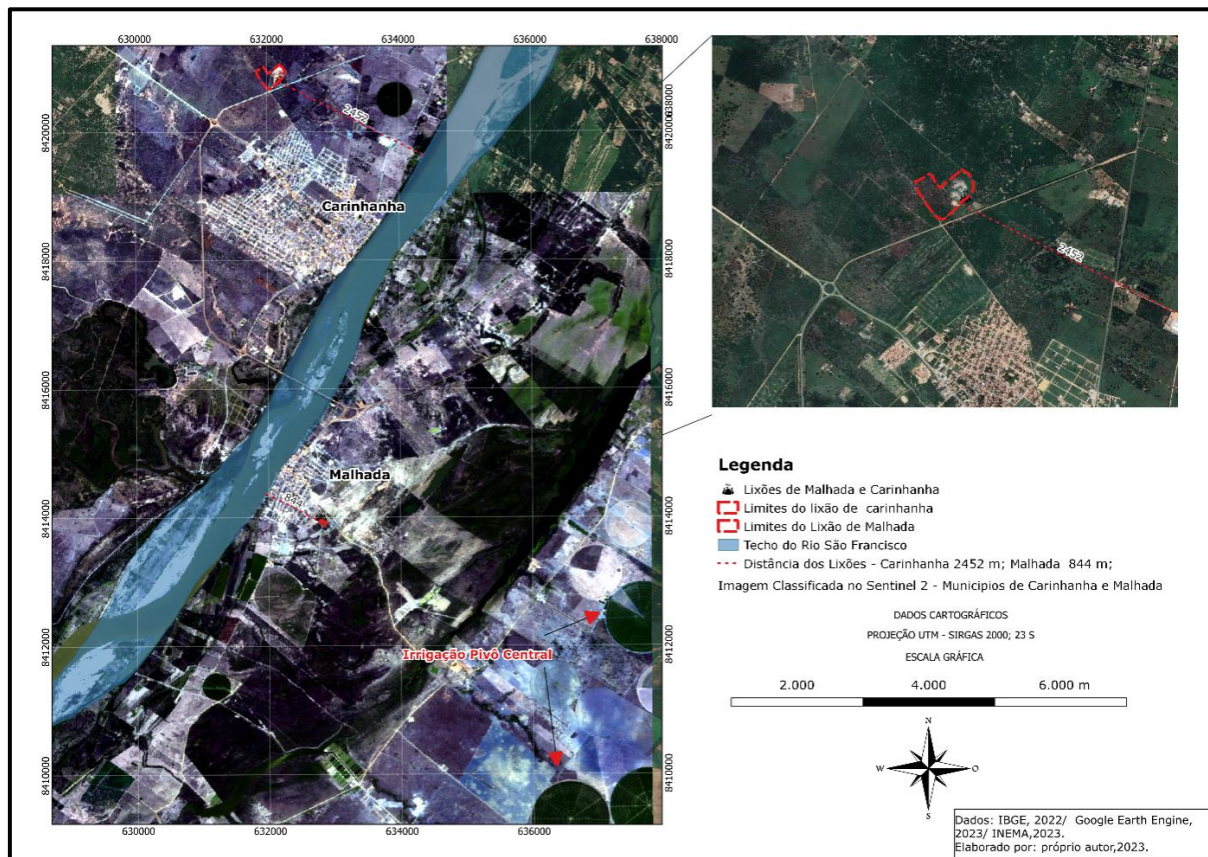 630000
632000
634000
636000
638000
8420000
8418000
8416000
8414000
8412000
8410000
2452
Carinhanha
Malhada
844
Irrigação Pivô Central
8420000
638000
8418000
8416000
8414000
8412000
8410000
630000
632000
634000
636000
2452
Legenda
Lixões de Malhada e Carinhanha
Limites do lixão de carinhanha
Limites do Lixão de Malhada
Techo do Rio São Francisco
Distância dos Lixões - Carinhanha 2452 m; Malhada 844 m;
Imagem Classificada no Sentinel 2 - Municipios de Carinhanha e Malhada
DADOS CARTOGRÁFICOS
PROJEÇÃO UTM - SIRGAS 2000; 23 S
ESCALA GRÁFICA
2.000 4.000 6.000 m
N
W O
S
Dados: IBGE, 2022/ Google Earth Engine,
2023/ INEMA,2023.
Elaborado por: próprio autor,2023.